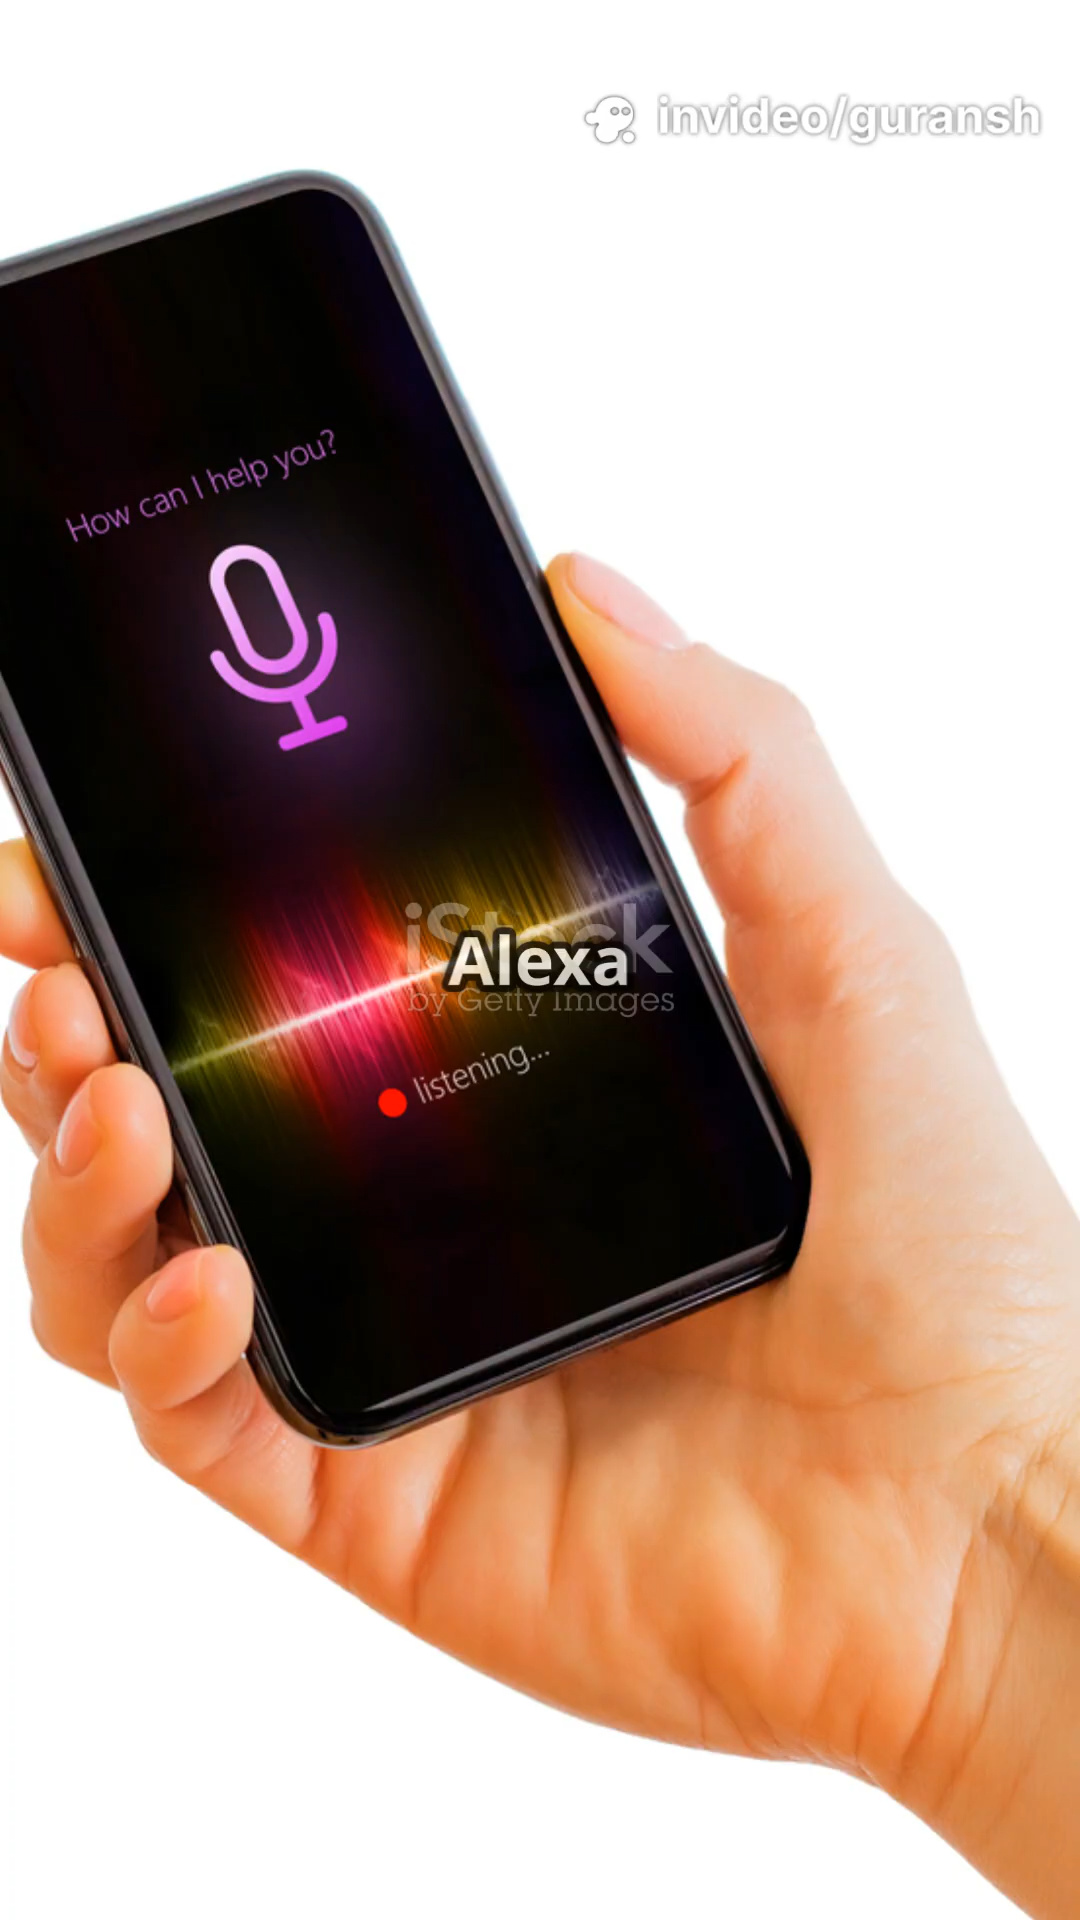 invideo/guransh
How can I help you?
iStock
Alexa
by Getty Images
listening...